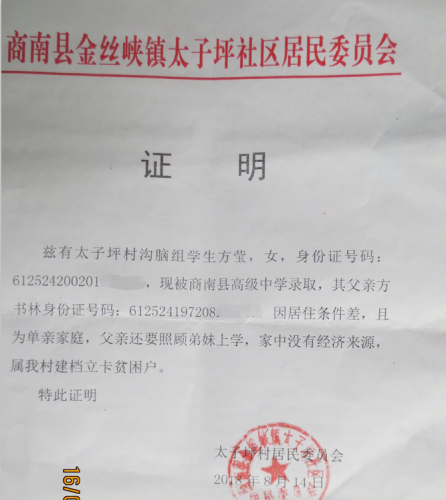 商南县金丝峡镇太子坪社区居民委员会
证 明
兹有太子坪村沟脑组学生方莹，女，身份证号码：
612524200201 ，现被商南县高级中学录取，其父亲方
书林身份证号码：612524197208. 因居住条件差，且
为单亲家庭，父亲还要照顾弟妹上学，家中没有经济来源，
属我村建档立卡贫困户。
特此证明
太子坪村居民委员会
2018 年 8 月 14 日
16/0